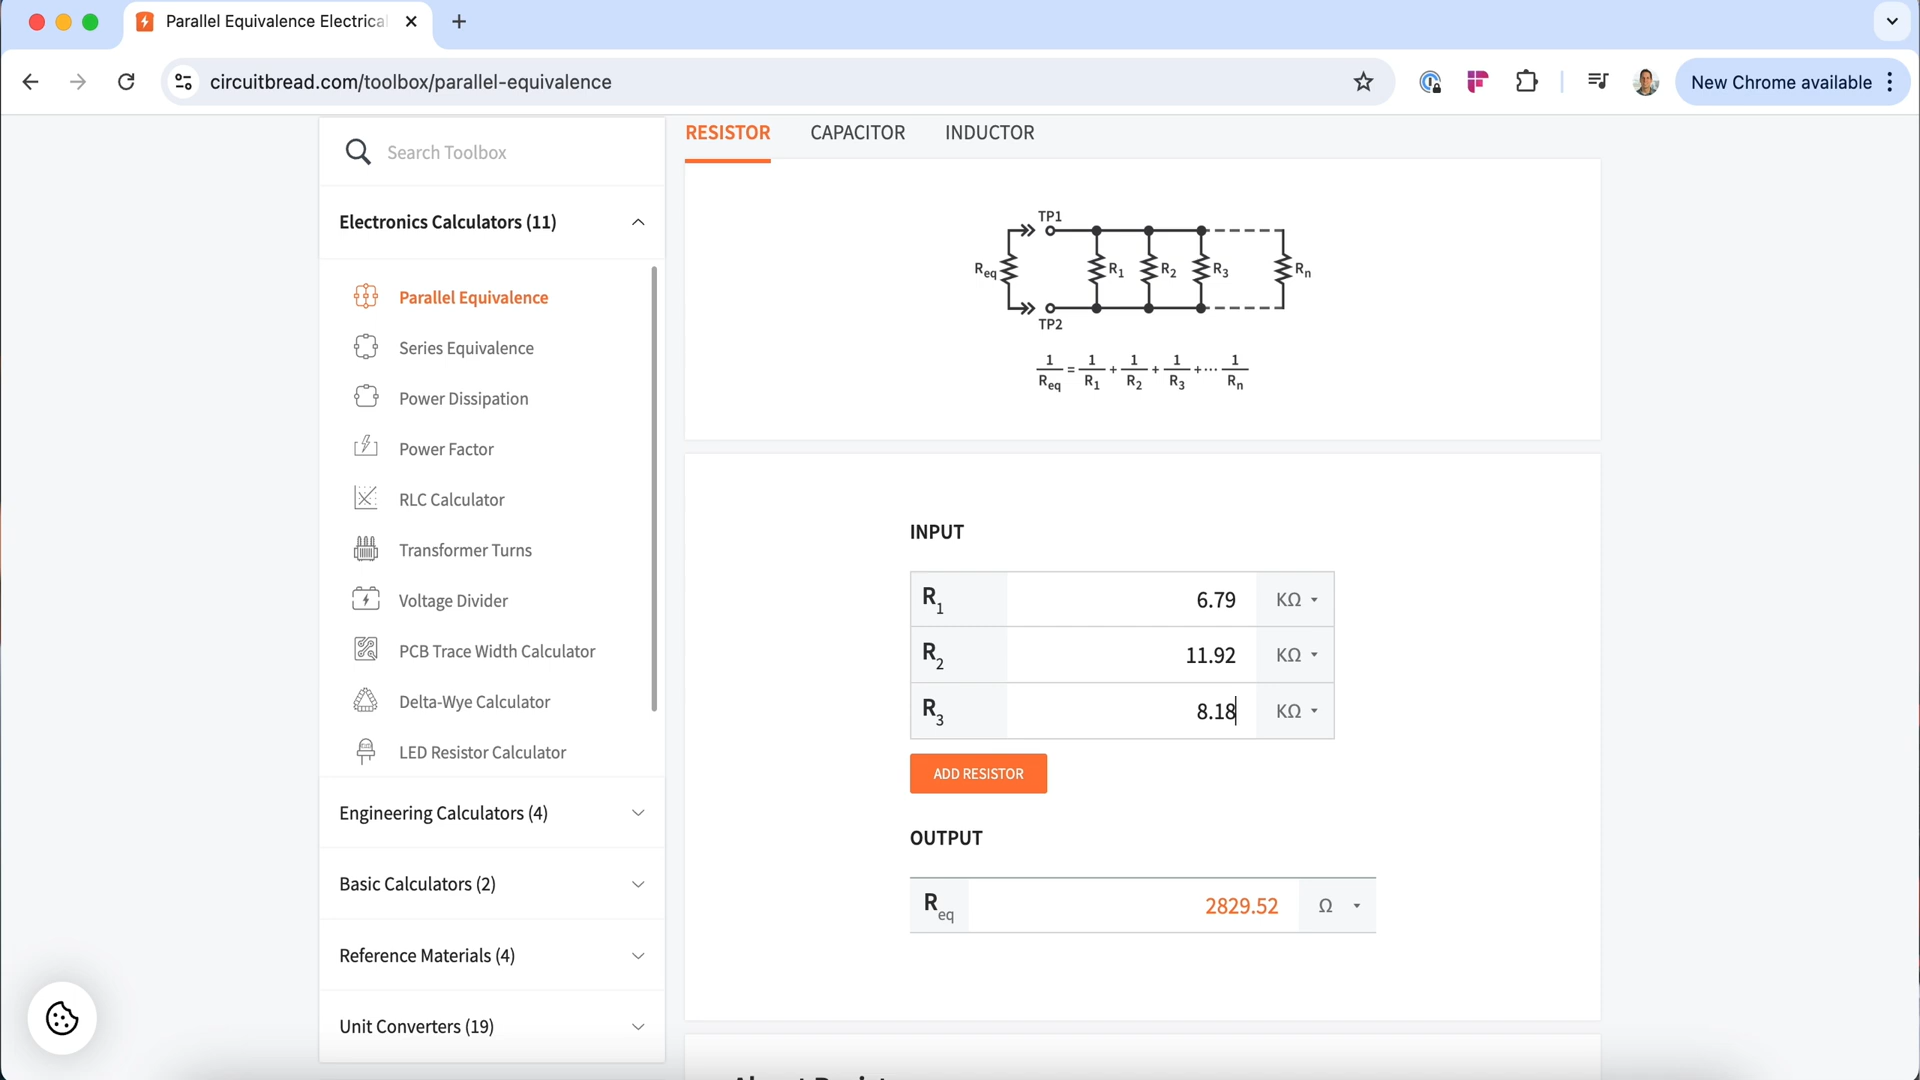 Parallel Equivalence Electrica
circuitbread.com/toolbox/parallel-equivalence
New Chrome available
Search Toolbox
Electronics Calculators (11)
Parallel Equivalence
Series Equivalence
Power Dissipation
Power Factor
RLC Calculator
Transformer Turns
Voltage Divider
PCB Trace Width Calculator
Delta-Wye Calculator
LED Resistor Calculator
Engineering Calculators (4)
Basic Calculators (2)
Reference Materials (4)
Unit Converters (19)
RESISTOR CAPACITOR INDUCTOR
TP1
Req R1 R2 R3 Rn
TP2
1/Req = 1/R1 + 1/R2 + 1/R3 +... 1/Rn
INPUT
R1 6.79 KΩ
R2 11.92 KΩ
R3 8.18 KΩ
ADD RESISTOR
OUTPUT
Req 2829.52 Ω